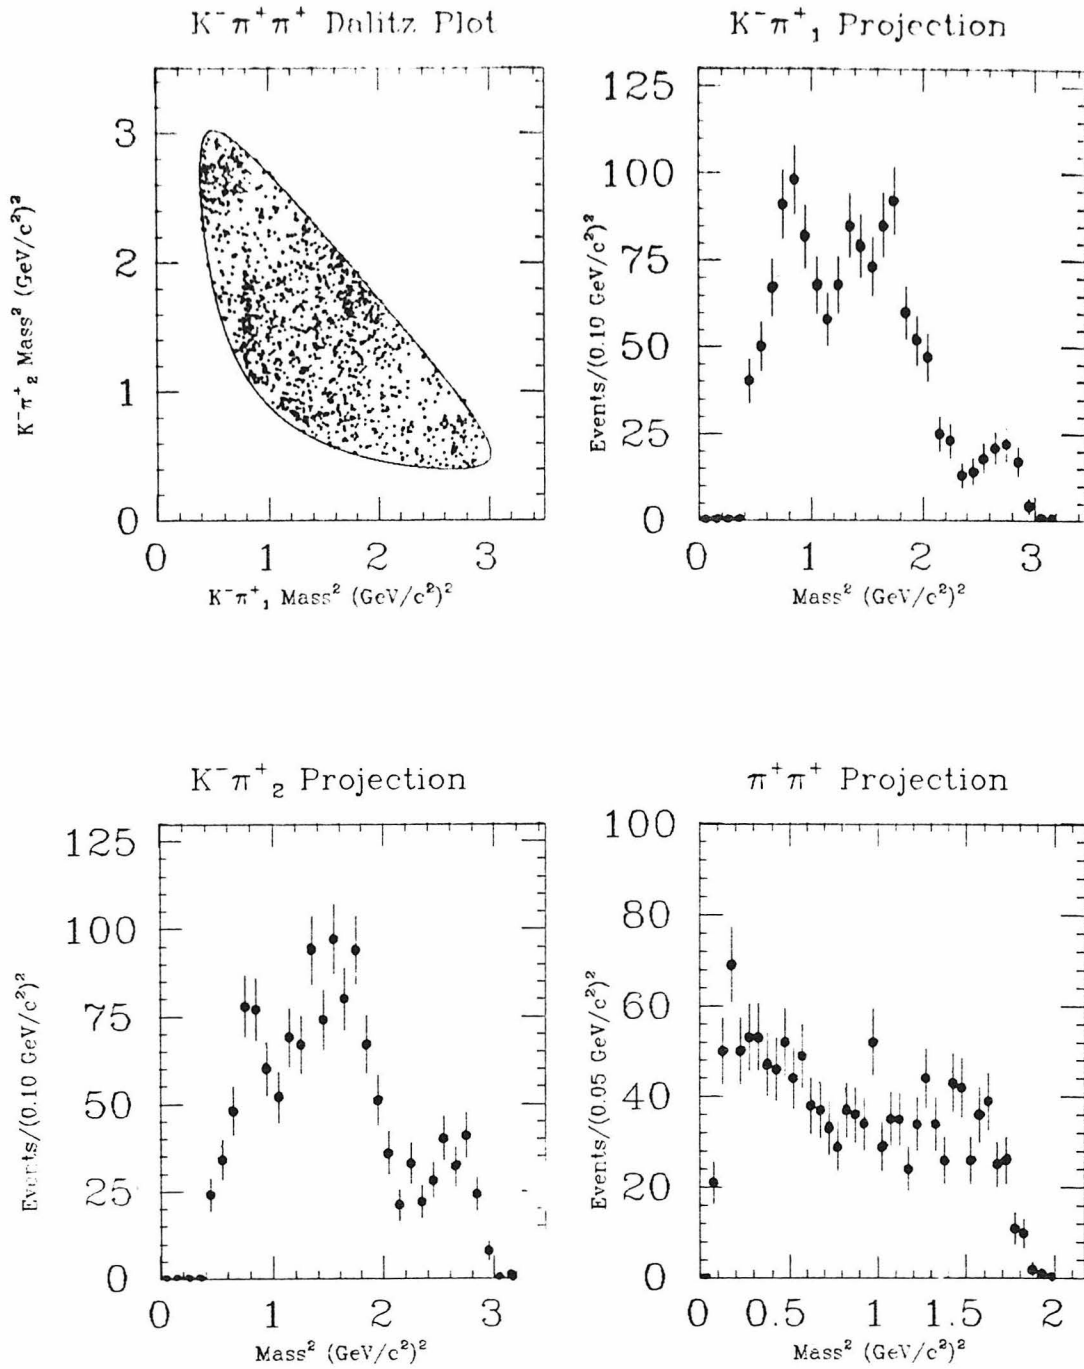 K⁻π⁺π⁺ Dalitz Plot
3
2
1
0
0 1 2 3
K⁻π⁺₂ Mass² (GeV/c²)²
K⁻π⁺₁ Mass² (GeV/c²)²
K⁻π⁺₁ Projection
125
100
75
50
25
0
0 1 2 3
Events/(0.10 GeV/c²)²
Mass² (GeV/c²)²
K⁻π⁺₂ Projection
125
100
75
50
25
0
0 1 2 3
Events/(0.10 GeV/c²)²
Mass² (GeV/c²)²
π⁺π⁺ Projection
100
80
60
40
20
0
0 0.5 1 1.5 2
Events/(0.05 GeV/c²)²
Mass² (GeV/c²)²